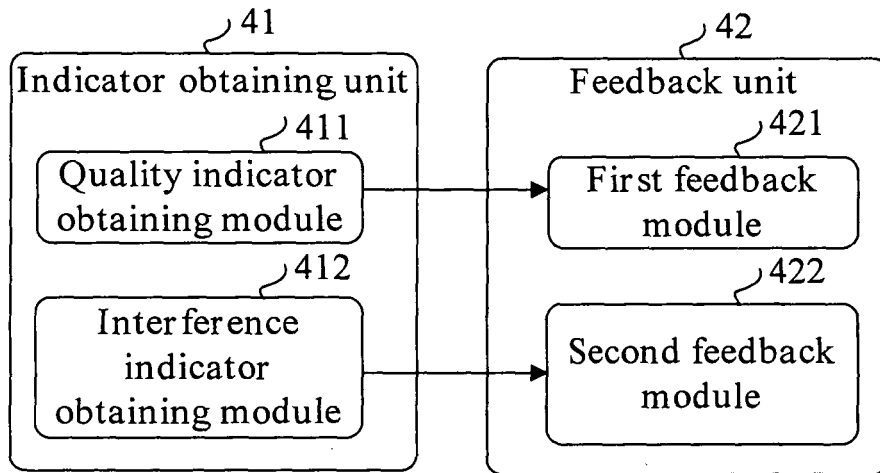 41
Indicator obtaining unit
411
Quality indicator
obtaining module
412
Interference
indicator
obtaining module
42
Feedback unit
421
First feedback
module
422
Second feedback
module